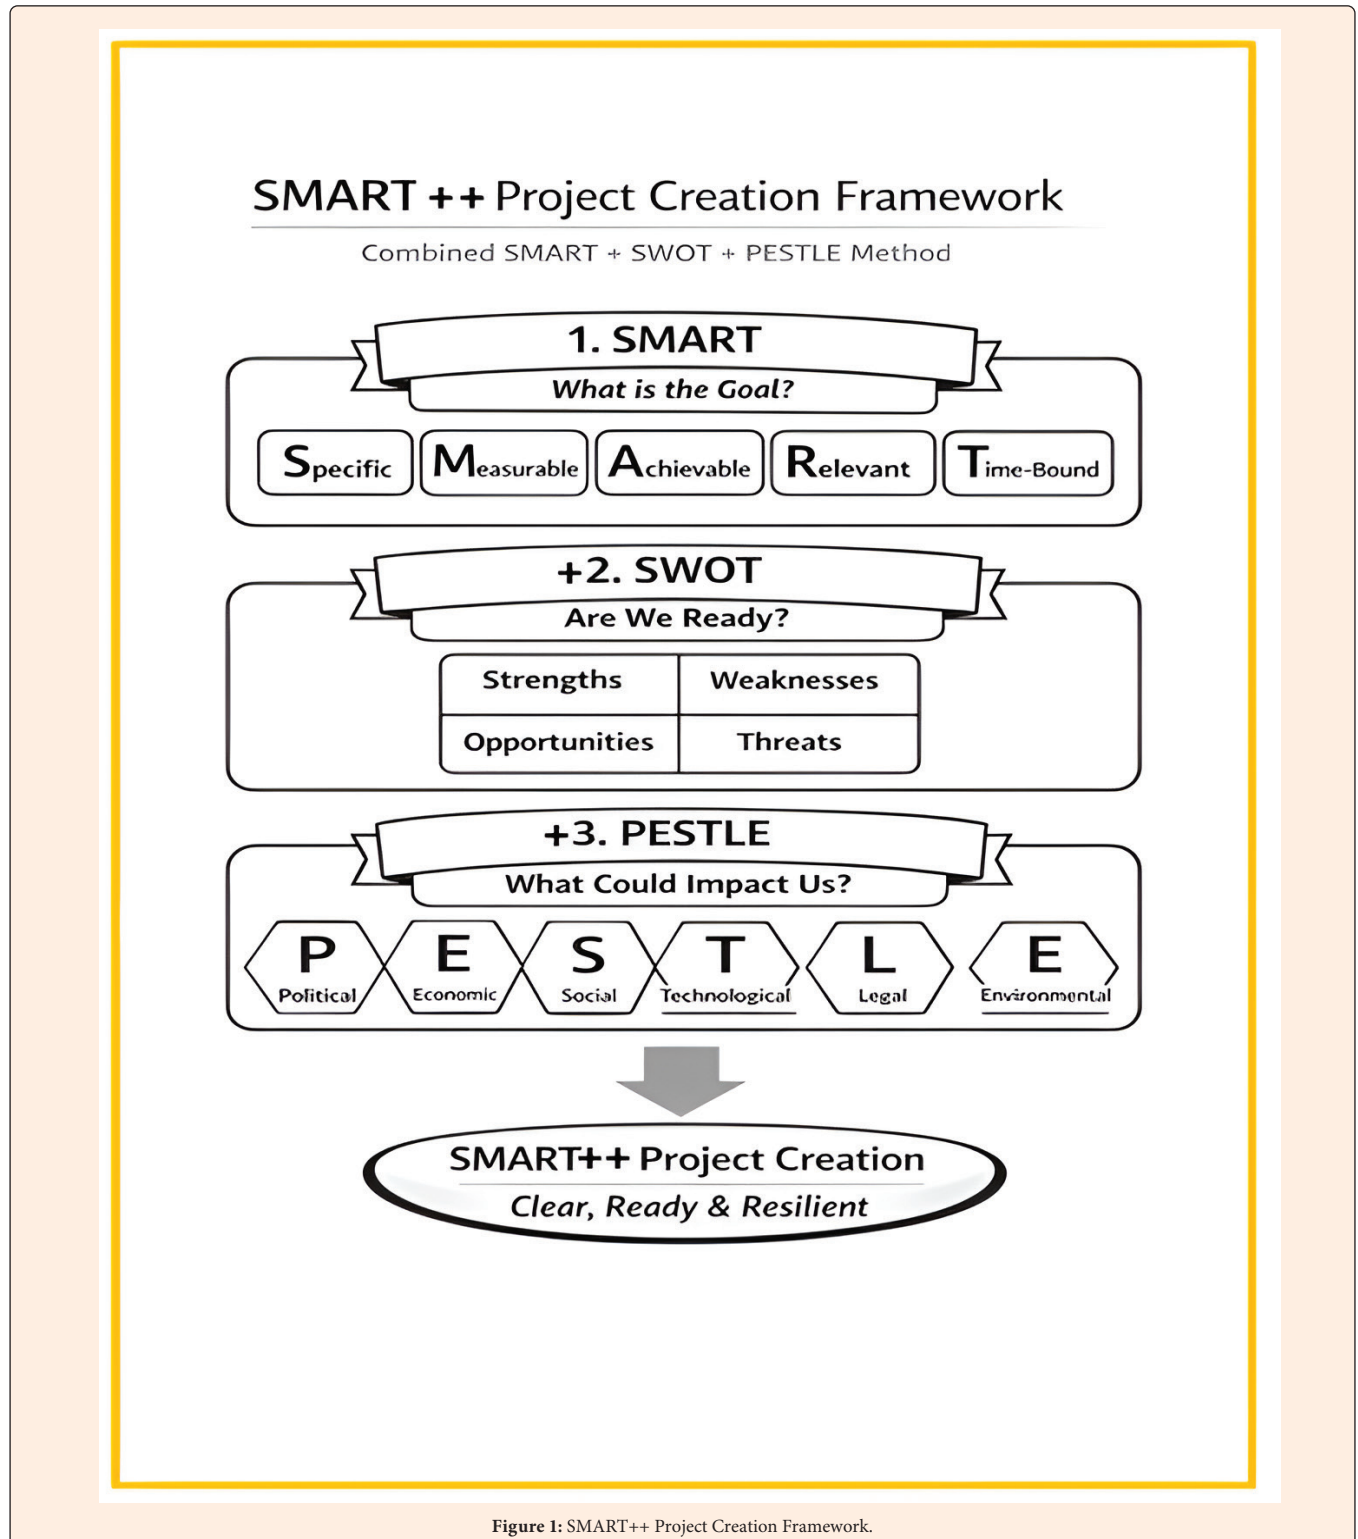 SMART ++ Project Creation Framework
Combined SMART + SWOT + PESTLE Method
1. SMART
What is the Goal?
Specific Measurable Achievable Relevant Time-Bound
+2. SWOT
Are We Ready?
Strengths Weaknesses
Opportunities Threats
+3. PESTLE
What Could Impact Us?
P E S T L E
Political Economic Social Technological Legal Environmental
SMART++ Project Creation
Clear, Ready & Resilient
Figure 1: SMART++ Project Creation Framework.